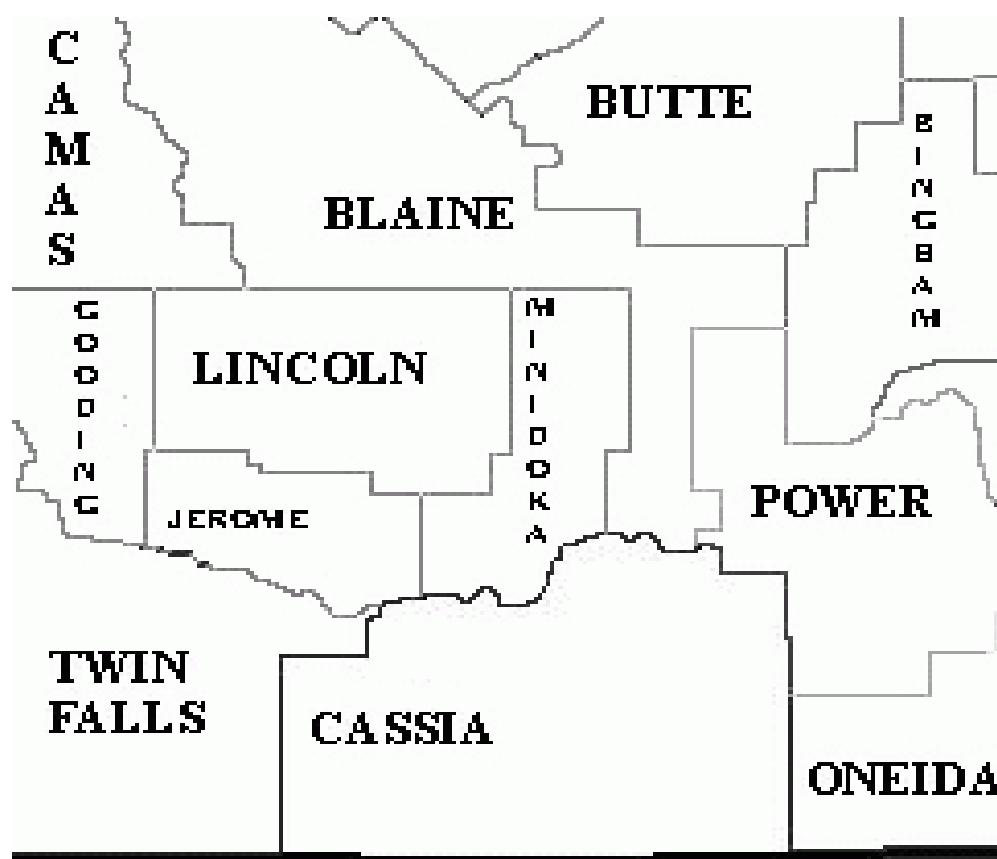 CAMAS
BUTTE
BINGHAM
BLAINE
GOODING
LINCOLN
MINIDOKA
JEROME
POWER
TWIN
FALLS
CASSIA
ONEIDA